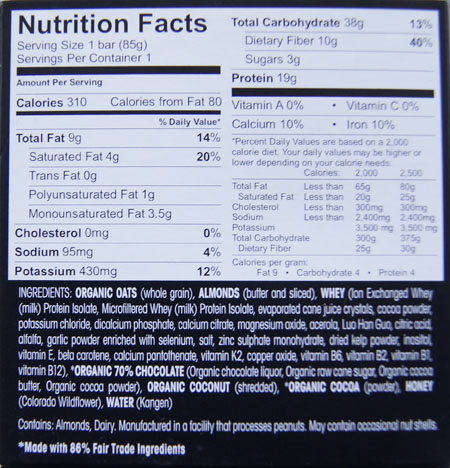 Nutrition Facts
Serving Size 1 bar (85g)
Servings Per Container 1
Amount Per Serving
Calories 310 Calories from Fat 80
% Daily Value*
Total Fat 9g 14%
Saturated Fat 4g 20%
Trans Fat 0g
Polyunsaturated Fat 1g
Monounsaturated Fat 3.5g
Cholesterol 0mg 0%
Sodium 95mg 4%
Potassium 430mg 12%
Total Carbohydrate 38g 13%
Dietary Fiber 10g 40%
Sugars 3g
Protein 19g
Vitamin A 0% • Vitamin C 0%
Calcium 10% • Iron 10%
*Percent Daily Values are based on a 2,000
calorie diet. Your daily values may be higher or
lower depending on your calorie needs:
Calories: 2,000 2,500
Total Fat Less than 65g 80g
Saturated Fat Less than 20g 25g
Cholesterol Less than 300mg 300mg
Sodium Less than 2,400mg 2,400mg
Potassium 3,500 mg 3,500 mg
Total Carbohydrate 300g 375g
Dietary Fiber 25g 30g
Calories per gram:
Fat 9 • Carbohydrate 4 • Protein 4
INGREDIENTS: ORGANIC OATS (whole grain), ALMONDS (butter and sliced), WHEY (Ion Exchanged Whey
(milk) Protein Isolate, Microfiltered Whey (milk) Protein Isolate, evaporated cane juice crystals, cocoa powder,
potassium chloride, dicalcium phosphate, calcium citrate, magnesium oxide, acerola, Luo Han Guo, citric acid,
alfalfa, garlic powder enriched with selenium, salt, zinc sulphate monohydrate, dried kelp powder, inositol,
vitamin E, beta carotene, calcium pantothenate, vitamin K2, copper oxide, vitamin B6, vitamin B2, vitamin B1,
vitamin B12), *ORGANIC 70% CHOCOLATE (Organic chocolate liquor, Organic raw cane sugar, Organic cocoa
butter, Organic cocoa powder), ORGANIC COCONUT (shredded), *ORGANIC COCOA (powder), HONEY
(Colorado Wildflower), WATER (Kangen)
Contains: Almonds, Dairy. Manufactured in a facility that processes peanuts. May contain occasional nut shells.
*Made with 86% Fair Trade Ingredients